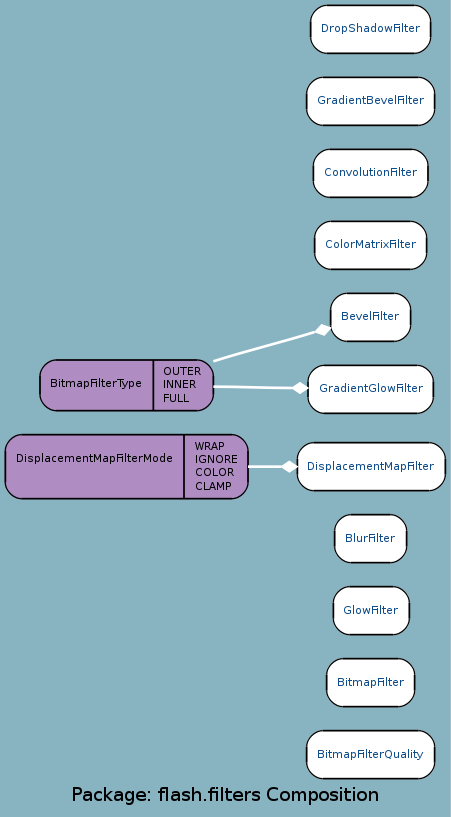 DropShadowFilter
GradientBevelFilter
ConvolutionFilter
ColorMatrixFilter
BevelFilter
BitmapFilterType
OUTER
INNER
FULL
GradientGlowFilter
DisplacementMapFilterMode
WRAP
IGNORE
COLOR
CLAMP
DisplacementMapFilter
BlurFilter
GlowFilter
BitmapFilter
BitmapFilterQuality
Package: flash.filters Composition